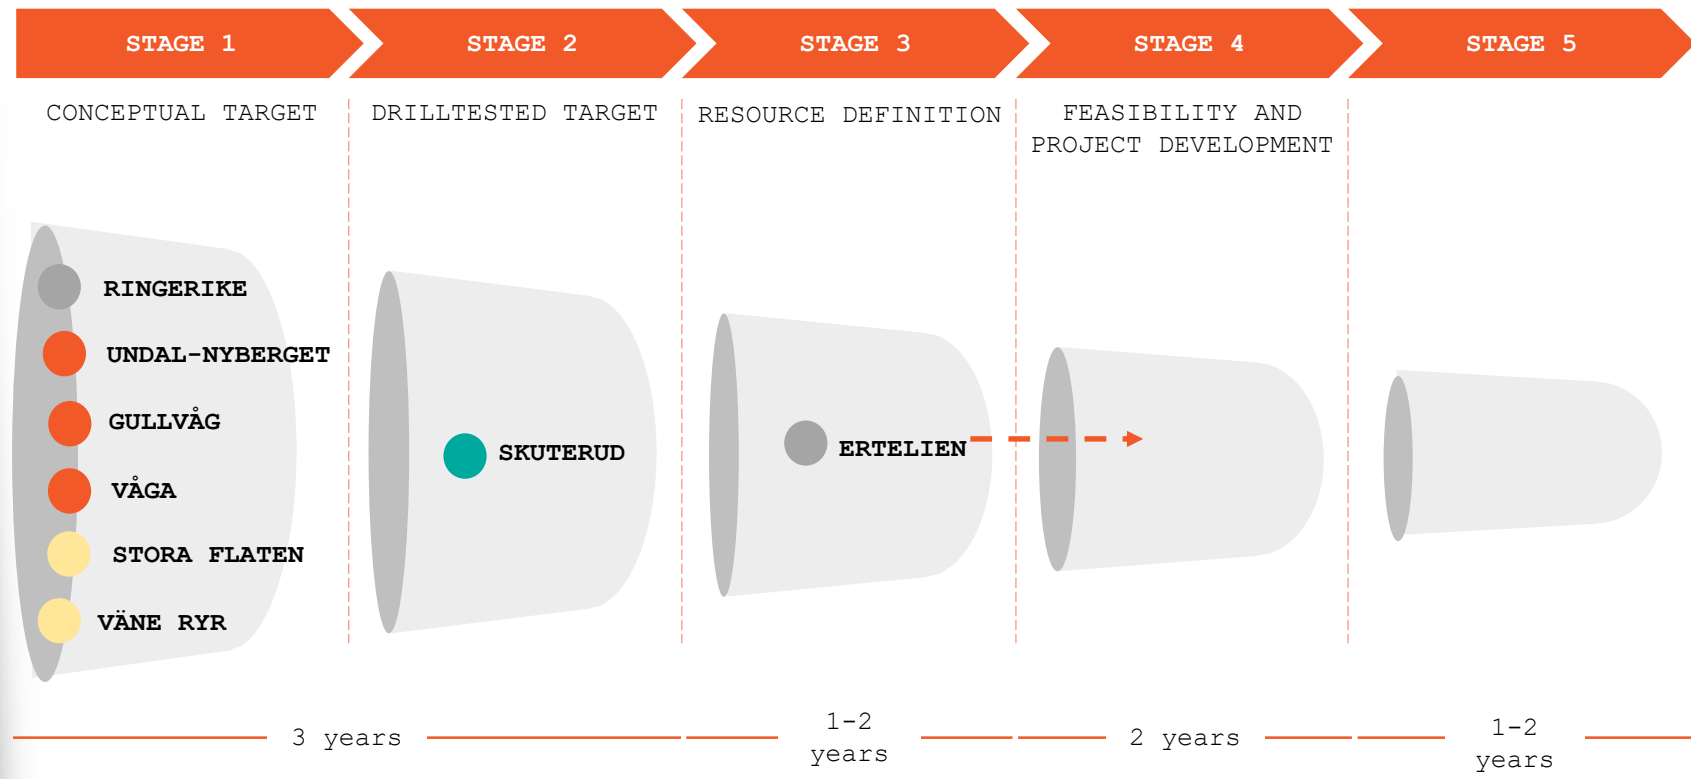 STAGE 1
STAGE 2
STAGE 3
STAGE 4
STAGE 5
CONCEPTUAL TARGET
DRILLTESTED TARGET
RESOURCE DEFINITION
FEASIBILITY AND
PROJECT DEVELOPMENT
RINGERIKE
UNDAL-NYBERGET
GULLVÅG
VÅGA
STORA FLATEN
VÄNE RYR
SKUTERUD
ERTELIEN
3 years
1-2
years
2 years
1-2
years